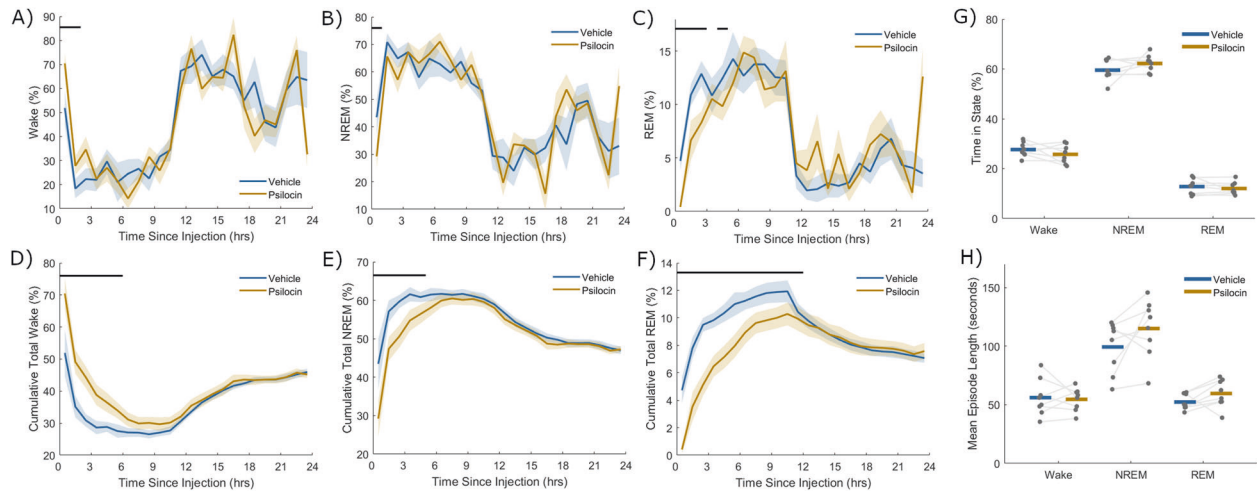 A)
Wake (%)
90
80
70
60
50
40
30
20
10
0 3 6 9 12 15 18 21 24
Time Since Injection (hrs)
Vehicle
Psilocin
B)
NREM (%)
80
70
60
50
40
30
20
10
0 3 6 9 12 15 18 21 24
Time Since Injection (hrs)
Vehicle
Psilocin
C)
REM (%)
15
10
5
0
0 3 6 9 12 15 18 21 24
Time Since Injection (hrs)
Vehicle
Psilocin
G)
Time in State (%)
80
60
40
20
0
Wake NREM REM
Vehicle
Psilocin
D)
Cumulative Total Wake (%)
80
70
60
50
40
30
20
0 3 6 9 12 15 18 21 24
Time Since Injection (hrs)
Vehicle
Psilocin
E)
Cumulative Total NREM (%)
70
60
50
40
30
20
0 3 6 9 12 15 18 21 24
Time Since Injection (hrs)
Vehicle
Psilocin
F)
Cumulative Total REM (%)
14
12
10
8
6
4
2
0
0 3 6 9 12 15 18 21 24
Time Since Injection (hrs)
Vehicle
Psilocin
H)
Mean Episode Length (seconds)
150
100
50
0
Wake NREM REM
Vehicle
Psilocin